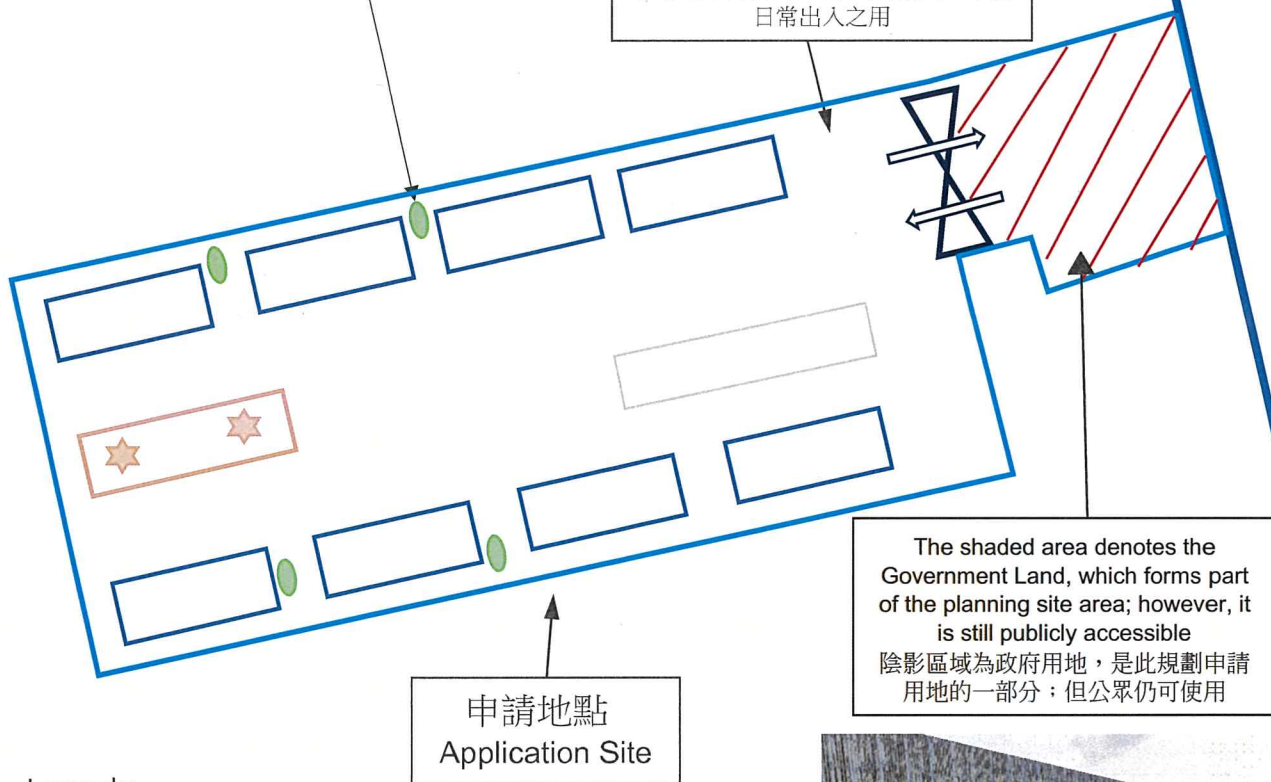 日常出入之用
The shaded area denotes the
Government Land, which forms part
of the planning site area; however, it
is still publicly accessible
陰影區域為政府用地，是此規劃申請
用地的一部分；但公眾仍可使用
申請地點
Application Site